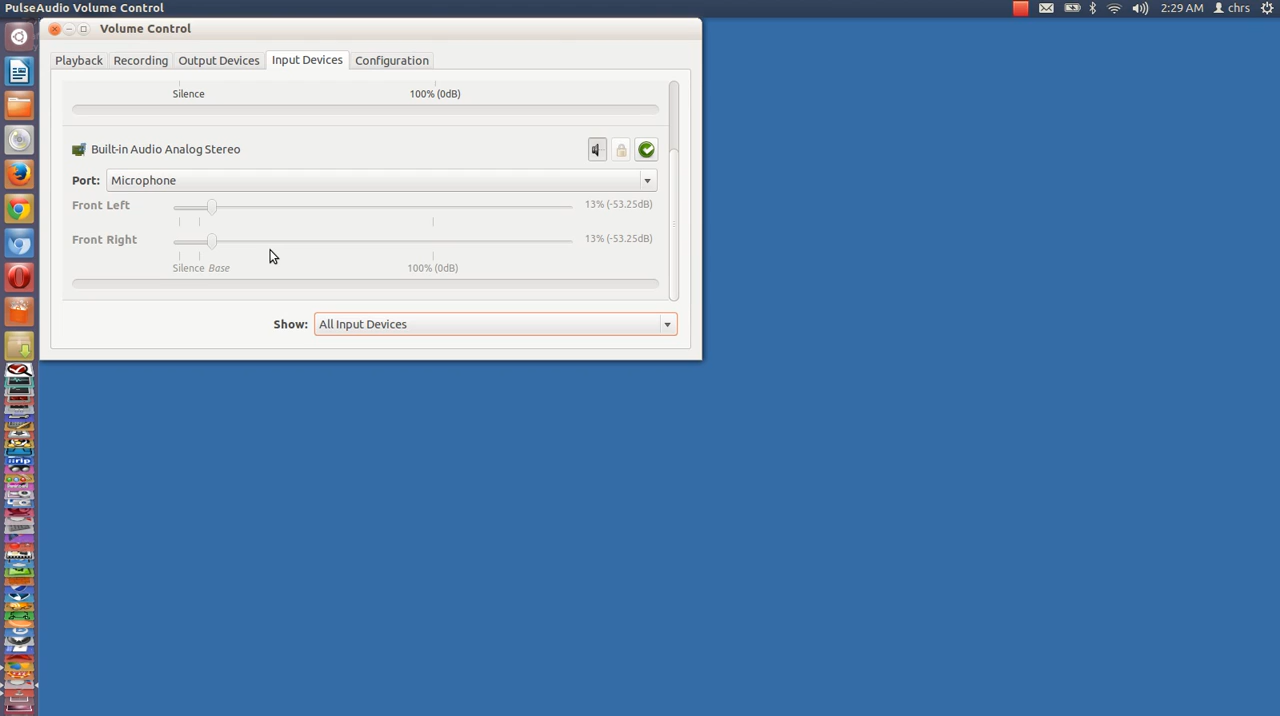 PulseAudio Volume Control
2:29 AM chrs
Volume Control
Playback Recording Output Devices Input Devices Configuration
Silence 100% (0dB)
Built-in Audio Analog Stereo
Port: Microphone
Front Left 13% (-53.25dB)
Front Right 13% (-53.25dB)
Silence Base 100% (0dB)
Show: All Input Devices